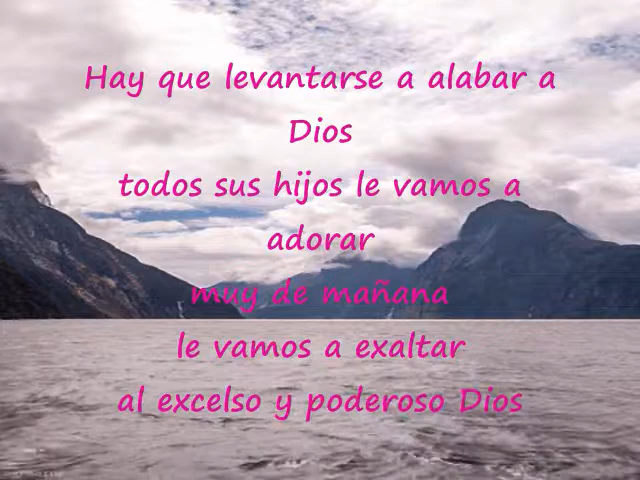 Hay que levantarse a alabar a
Dios
todos sus hijos le vamos a
adorar
muy de mañana
le vamos a exaltar
al excelso y poderoso Dios